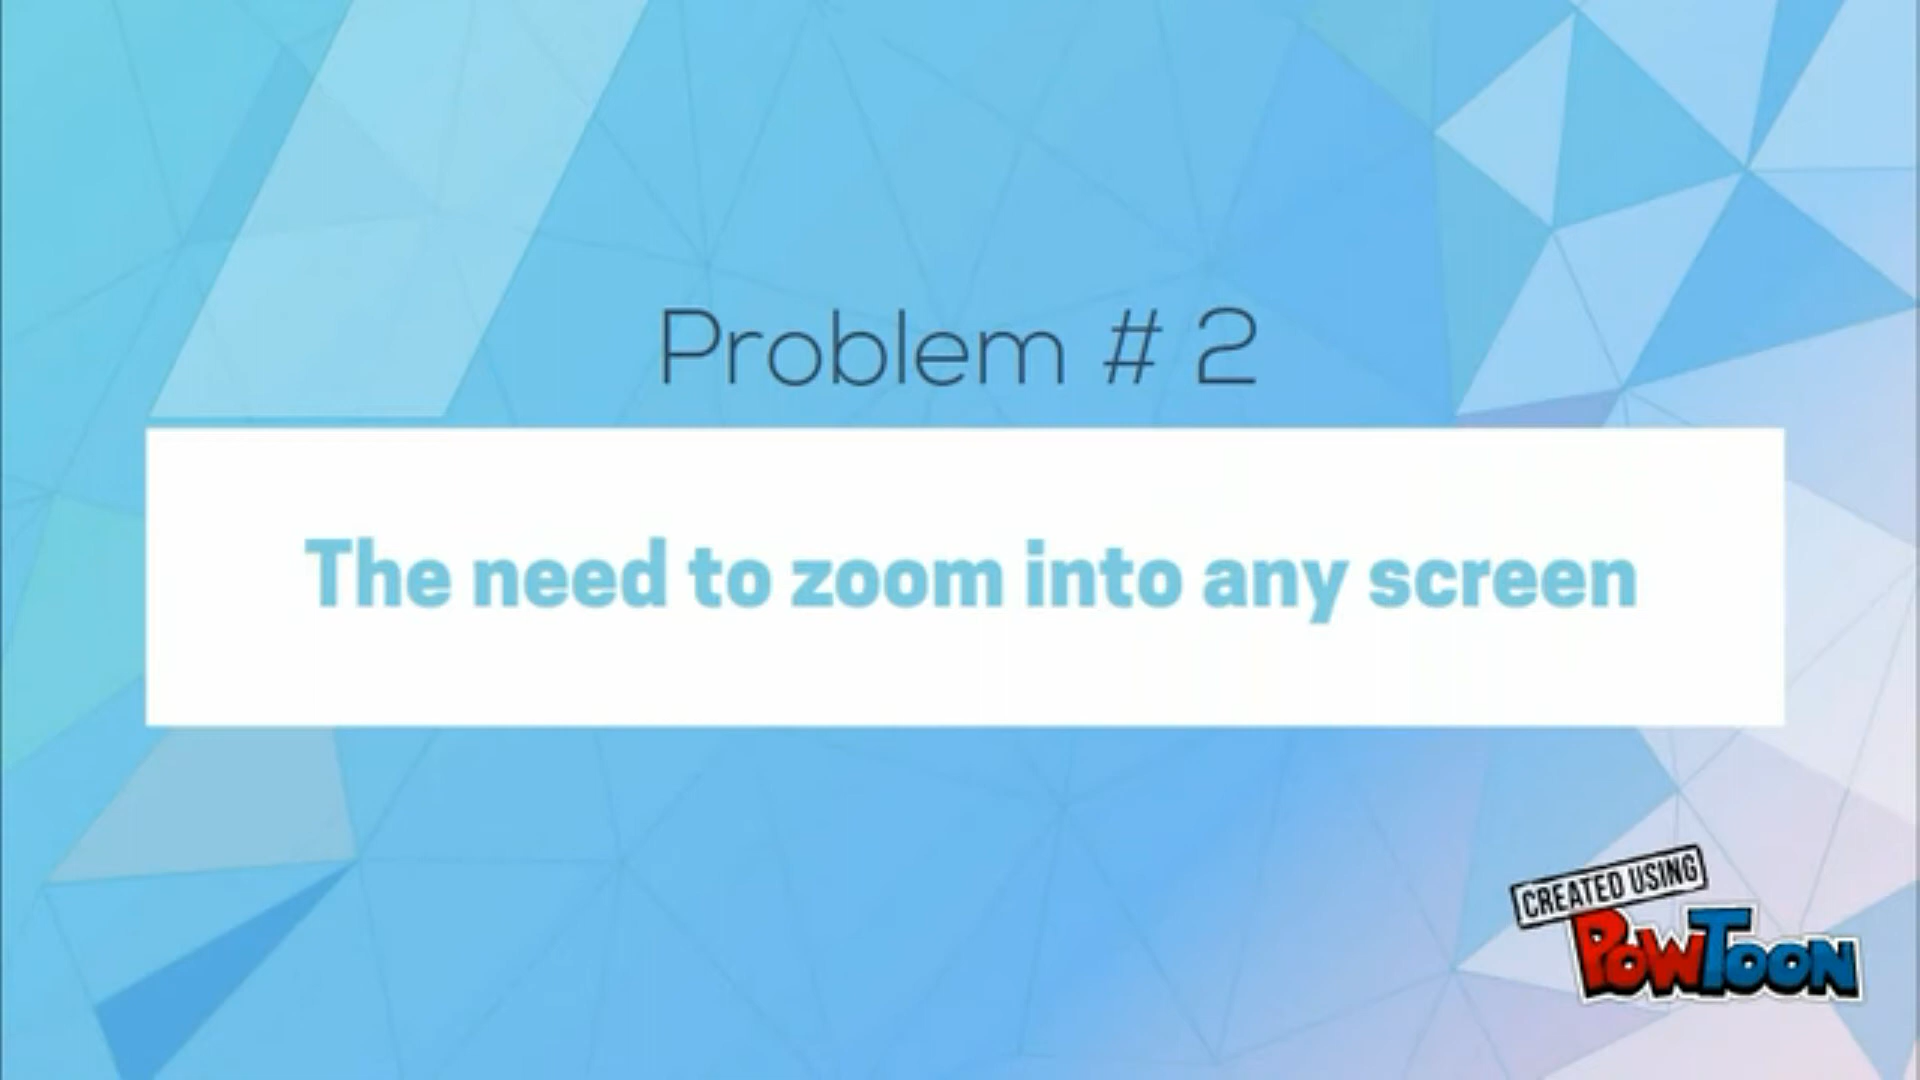 Problem # 2
The need to zoom into any screen
CREATED USING
POWTOON